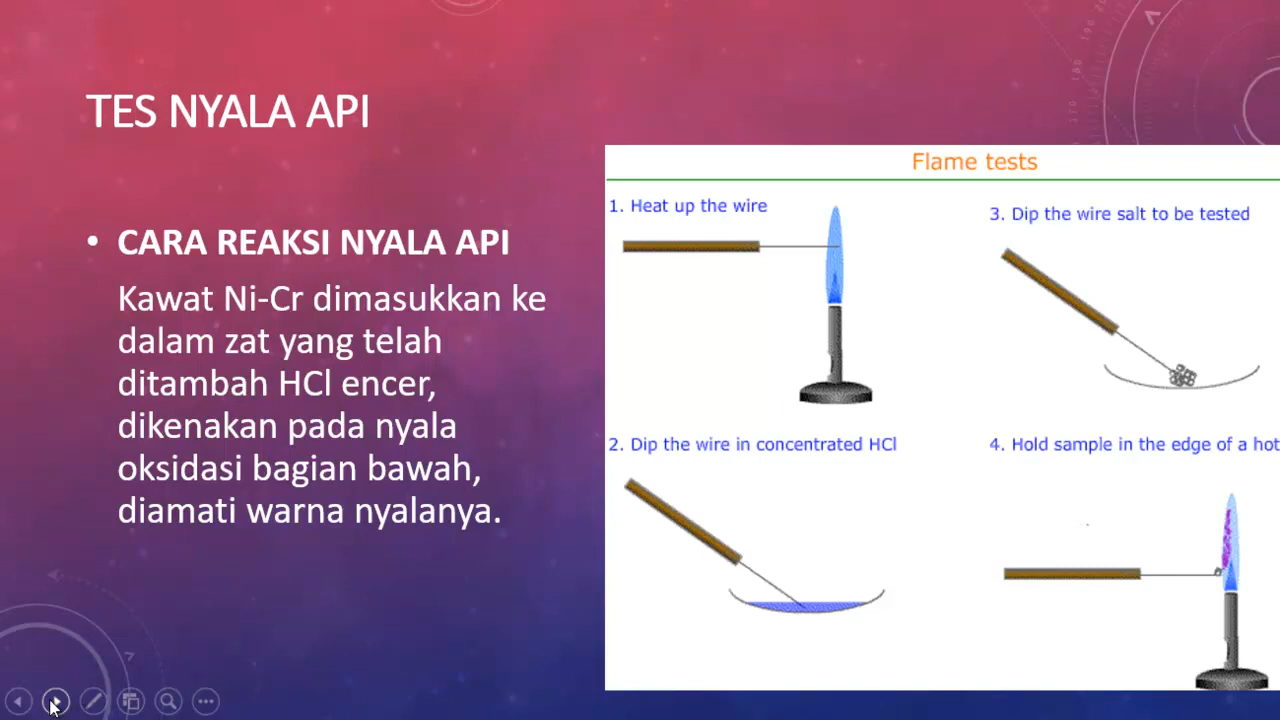 TES NYALA API
• CARA REAKSI NYALA API
Kawat Ni-Cr dimasukkan ke
dalam zat yang telah
ditambah HCl encer,
dikenakan pada nyala
oksidasi bagian bawah,
diamati warna nyalanya.
Flame tests
1. Heat up the wire
3. Dip the wire salt to be tested
2. Dip the wire in concentrated HCl
4. Hold sample in the edge of a hot